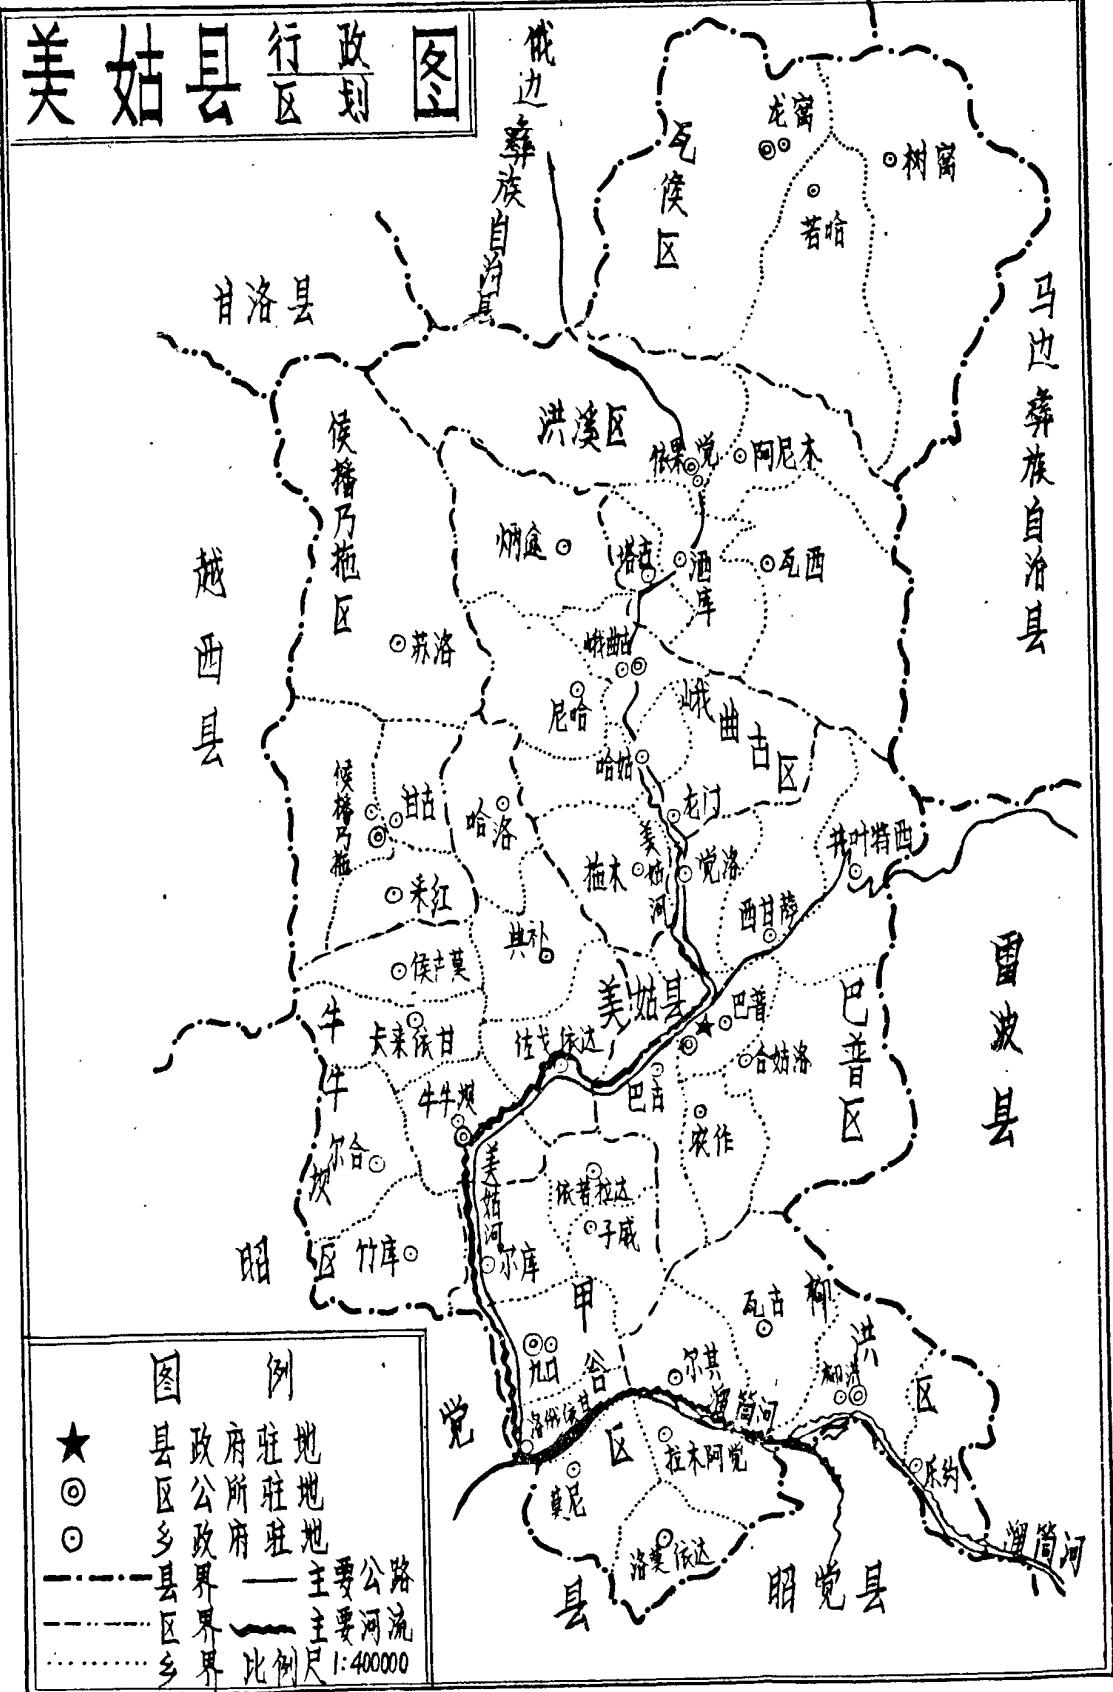 美姑县行政区划图
俄边彝族自治县
甘洛县
越西县
马边彝族自治县
雷波县
昭觉县
昭觉县
瓦候区
龙窝
树窝
若哈
洪溪区
依果觉
阿尼木
炳途
塔古
洒库
瓦西
候播乃拖区
苏洛
峨曲古
尼哈
峨曲古区
哈姑
候播乃拖
甘古
哈洛
龙门
美姑河
拖木
觉洛
井叶特西
采红
西甘萨
典补
候古莫
美姑县
巴普
巴普区
牛牛坝区
卡来依甘
佐戈依达
合姑洛
巴古
牛牛坝
农作
尔合
美姑河
依若拉达
子威
竹库
尔库
甲谷区
瓦古
柳洪区
九口
尔其
柳洪
洛俄依甘
溜筒河
拉木阿觉
乐约
莫尼
洛莫依达
溜筒河
图例
县政府驻地
区公所驻地
乡政府驻地
县界 主要公路
区界 主要河流
乡界 比例尺 1:400000